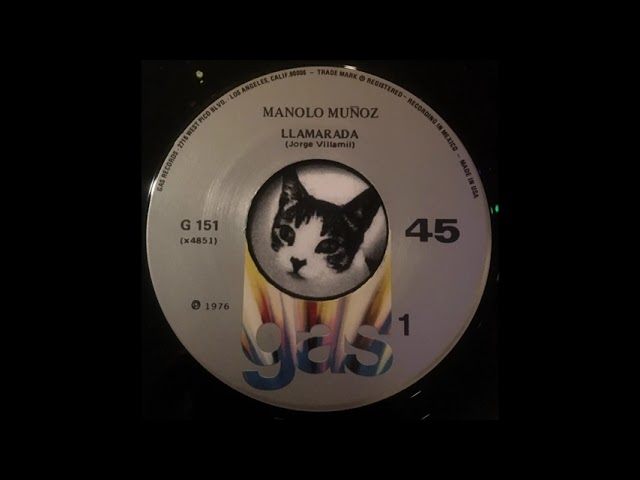 GAS RECORDS · 2716 WEST PICO BLVD. · LOS ANGELES, CALIF. 90006 · TRADE MARK ® REGISTERED · RECORDING IN MEXICO · MADE IN USA
MANOLO MUÑOZ
LLAMARADA
(Jorge Villamil)
G 151
(x4851)
45
℗ 1976
gas
1